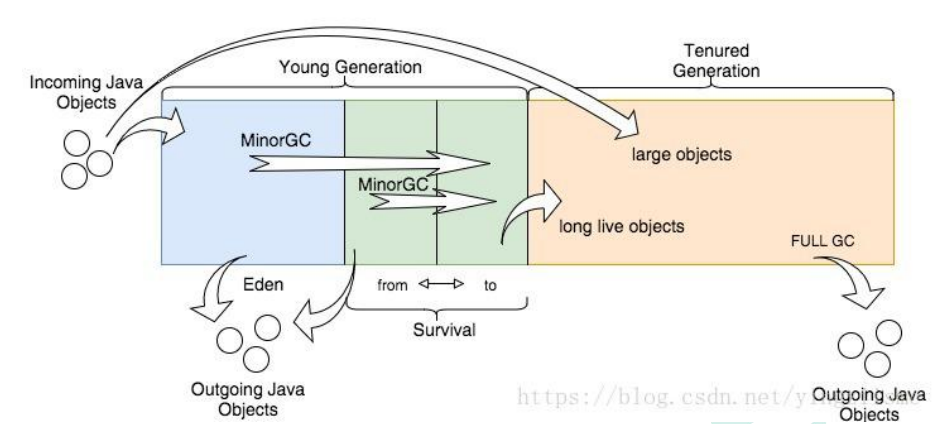 Tenured
Generation
Young Generation
Incoming Java
Objects
MinorGC
large objects
MinorGC
long live objects
FULL GC
Eden
from
to
Survival
Outgoing Java
Objects
https://blog.csdn.net/
Outgoing Java
Objects